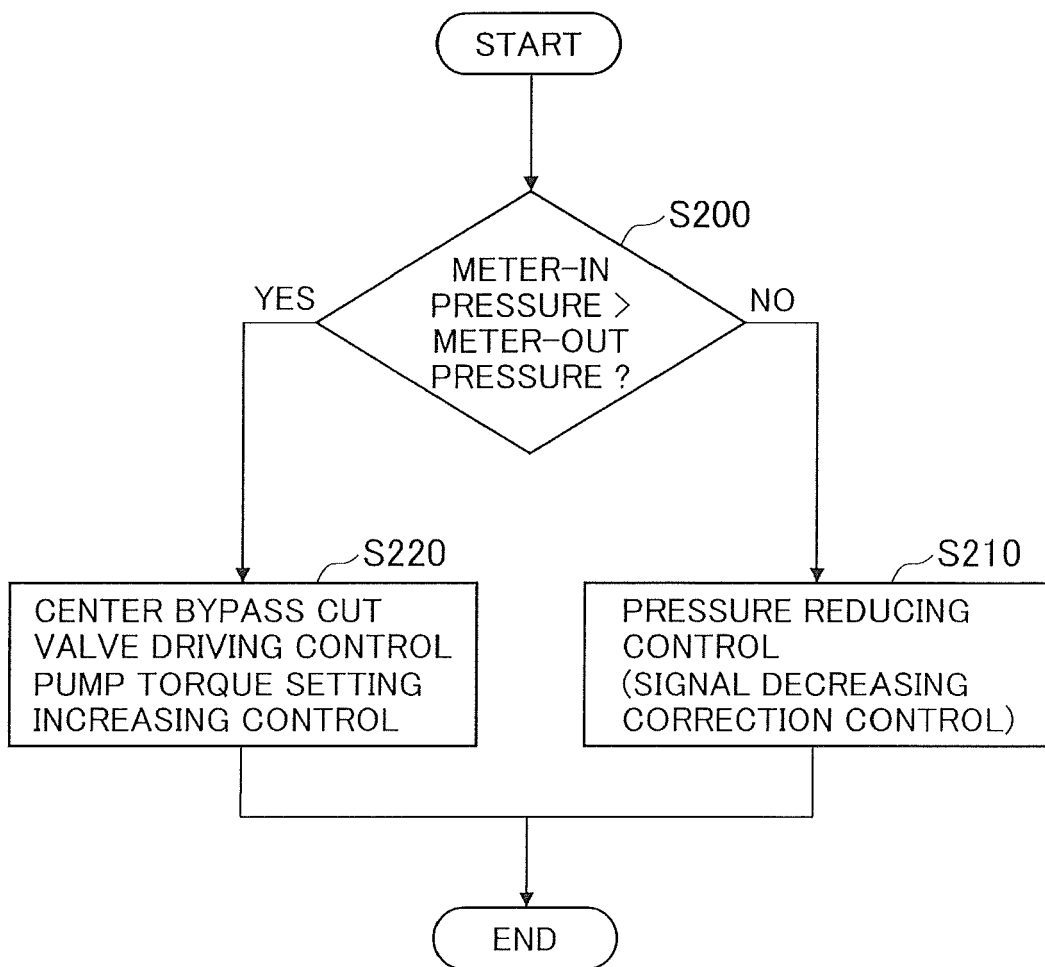 START
S200
METER-IN
PRESSURE >
METER-OUT
PRESSURE ?
YES
NO
S220
CENTER BYPASS CUT
VALVE DRIVING CONTROL
PUMP TORQUE SETTING
INCREASING CONTROL
S210
PRESSURE REDUCING
CONTROL
(SIGNAL DECREASING
CORRECTION CONTROL)
END